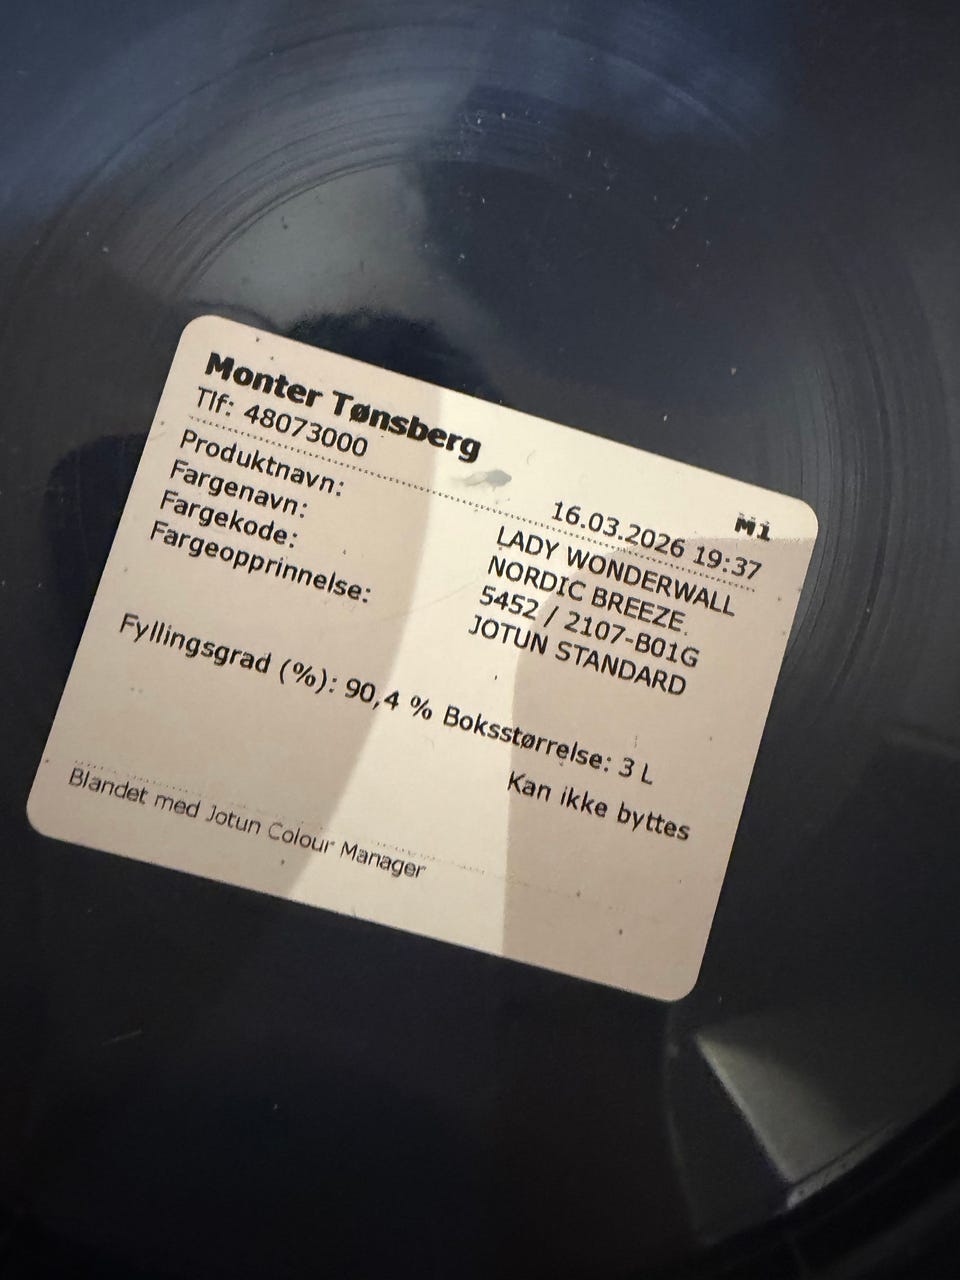 Monter Tønsberg
Tlf: 48073000
16.03.2026 19:37
M1
Produktnavn: LADY WONDERWALL
Fargenavn: NORDIC BREEZE
Fargekode: 5452 / 2107-B01G
Fargeopprinnelse: JOTUN STANDARD
Fyllingsgrad (%): 90,4 % Boksstørrelse: 3 L
Kan ikke byttes
Blandet med Jotun Colour Manager